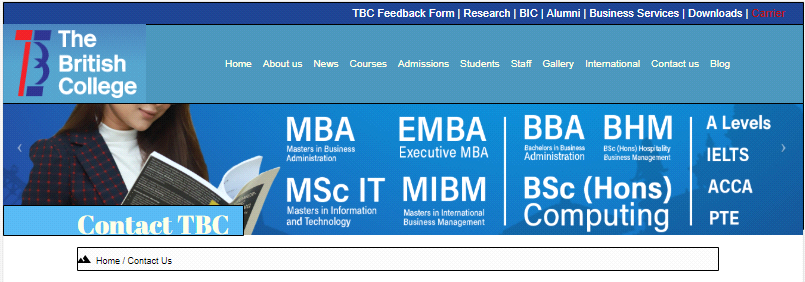 TBC Feedback Form | Research | BIC | Alumni | Business Services | Downloads | Carrier
The
British
College
Home About us News Courses Admissions Students Staff Gallery International Contact us Blog
MBA
Masters in Business
Administration
EMBA
Executive MBA
BBA
Bachelors in Business
Administration
BHM
BSc (Hons) Hospitality
Business Management
A Levels
IELTS
ACCA
PTE
MSc IT
Masters in Information
and Technology
MIBM
Masters in International
Business Management
BSc (Hons)
Computing
Contact TBC
Home / Contact Us